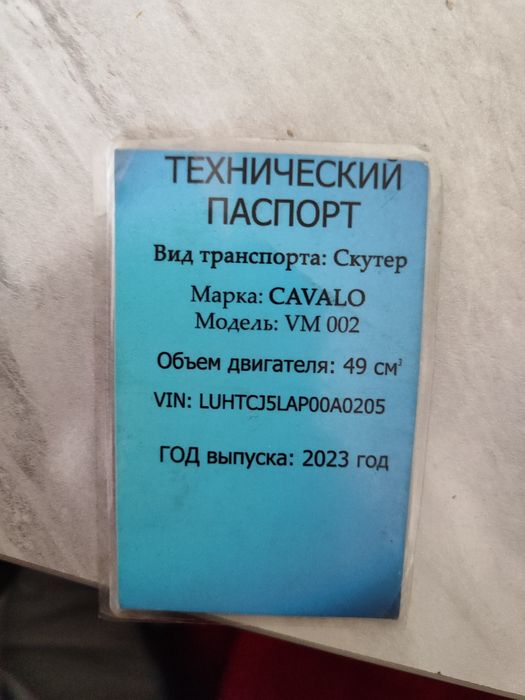 ТЕХНИЧЕСКИЙ
ПАСПОРТ
Вид транспорта: Скутер
Марка: CAVALO
Модель: VM 002
Объем двигателя: 49 см³
VIN: LUHTCJ5LAP00A0205
ГОД выпуска: 2023 год